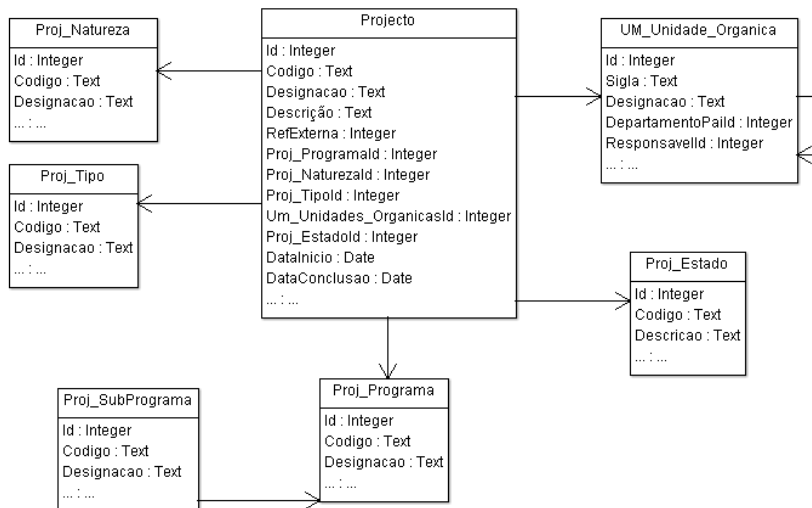 Proj_Natureza
Id : Integer
Codigo : Text
Designacao : Text
... : ...
Projecto
Id : Integer
Codigo : Text
Designacao : Text
Descrição : Text
RefExterna : Integer
Proj_ProgramaId : Integer
Proj_NaturezaId : Integer
Proj_TipoId : Integer
Um_Unidades_OrganicasId : Integer
Proj_EstadoId : Integer
DataInicio : Date
DataConclusao : Date
... : ...
UM_Unidade_Organica
Id : Integer
Sigla : Text
Designacao : Text
DepartamentoPaiId : Integer
ResponsavelId : Integer
... : ...
Proj_Tipo
Id : Integer
Codigo : Text
Designacao : Text
... : ...
Proj_Estado
Id : Integer
Codigo : Text
Descricao : Text
... : ...
Proj_SubPrograma
Id : Integer
Codigo : Text
Designacao : Text
... : ...
Proj_Programa
Id : Integer
Codigo : Text
Designacao : Text
... : ...